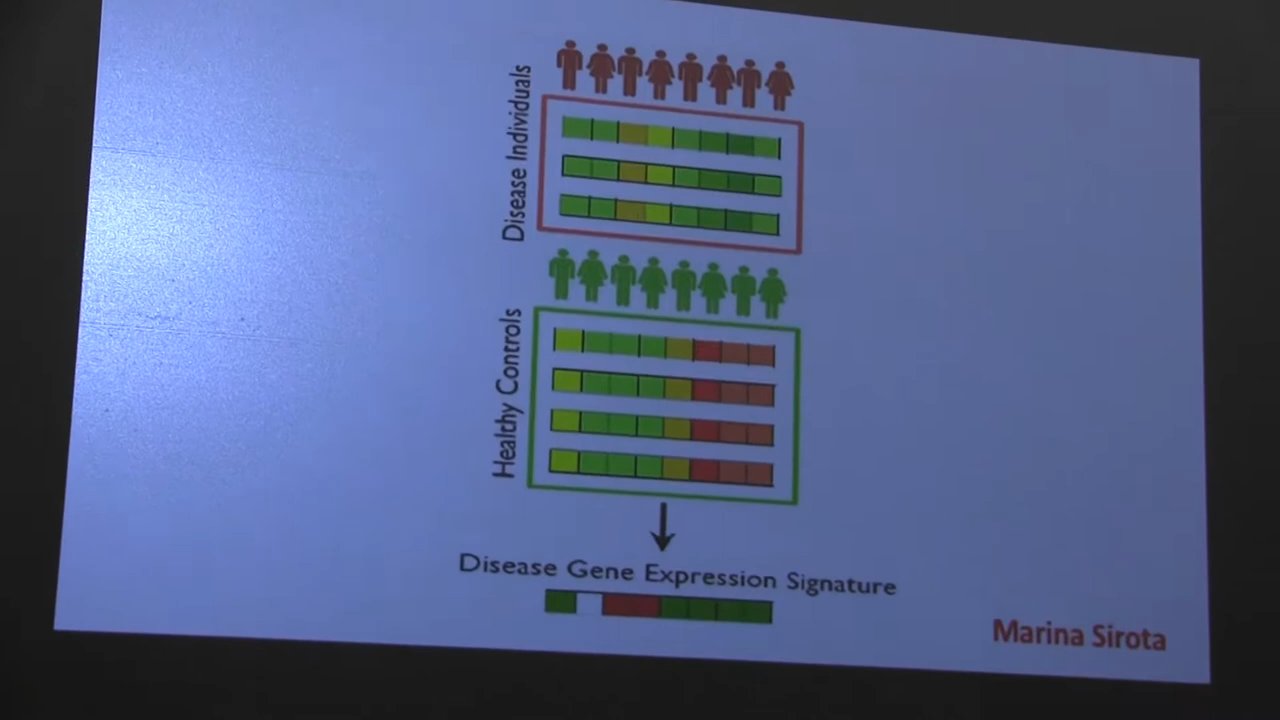 Disease Individuals
Healthy Controls
Disease Gene Expression Signature
Marina Sirota